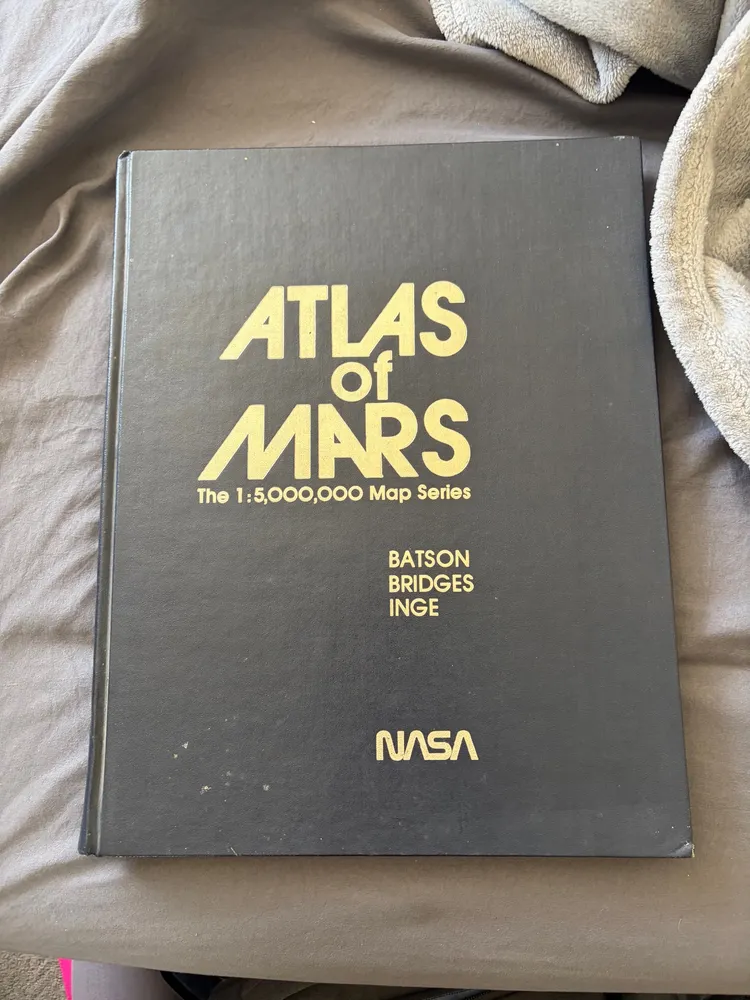 ATLAS
of
MARS
The 1:5,000,000 Map Series
BATSON
BRIDGES
INGE
NASA